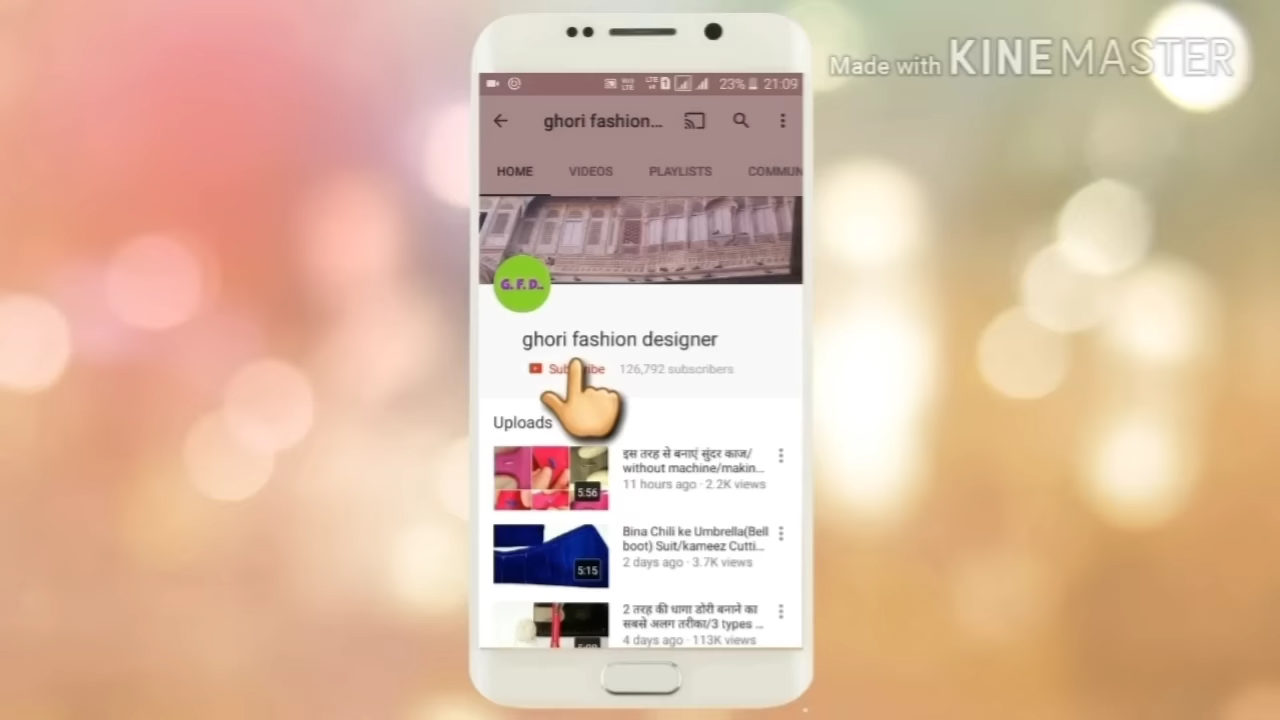 Made with KINEMASTER
23% 21:09
ghori fashion...
HOME VIDEOS PLAYLISTS COMMUN
G. F. D..
ghori fashion designer
Subscribe 126,792 subscribers
Uploads
इस तरह से बनाएं सुंदर काज/
without machine/makin...
11 hours ago · 2.2K views
5:56
Bina Chili ke Umbrella(Bell
boot) Suit/kameez Cutti...
2 days ago · 3.7K views
5:15
2 तरह की धागा डोरी बनाने का
सबसे अलग तरीका/3 types ...
4 days ago · 113K views